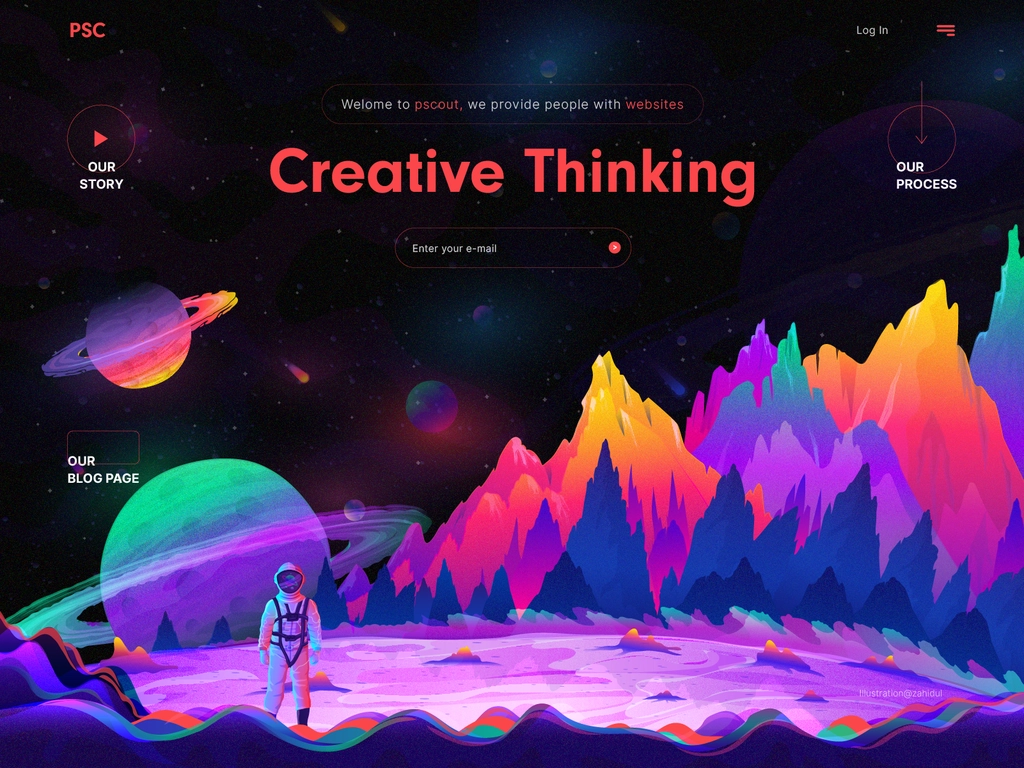 PSC
Log In
Welome to pscout, we provide people with websites
Creative Thinking
OUR
STORY
OUR
PROCESS
Enter your e-mail
OUR
BLOG PAGE
Illustration@zahidul